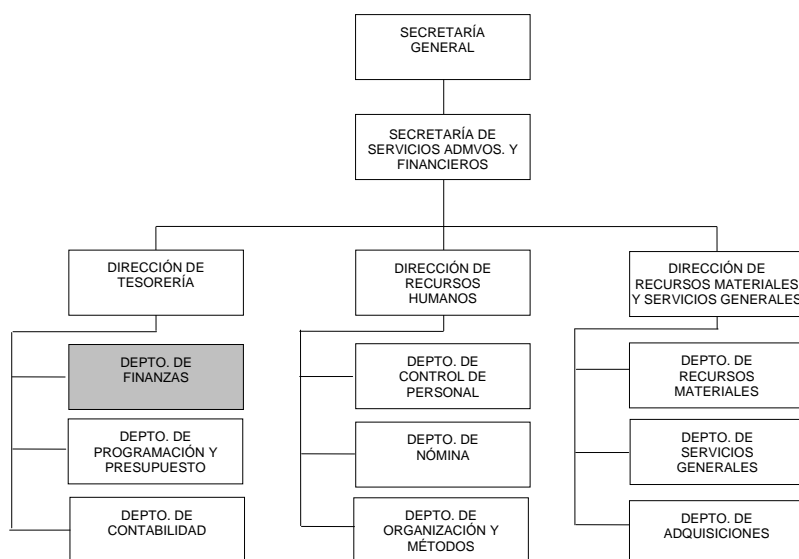 SECRETARÍA
GENERAL
SECRETARÍA DE
SERVICIOS ADMVOS. Y
FINANCIEROS
DIRECCIÓN DE
TESORERÍA
DIRECCIÓN DE
RECURSOS
HUMANOS
DIRECCIÓN DE
RECURSOS MATERIALES
Y SERVICIOS GENERALES
DEPTO. DE
FINANZAS
DEPTO. DE
CONTROL DE
PERSONAL
DEPTO. DE
RECURSOS
MATERIALES
DEPTO. DE
PROGRAMACIÓN Y
PRESUPUESTO
DEPTO. DE
NÓMINA
DEPTO. DE
SERVICIOS
GENERALES
DEPTO. DE
CONTABILIDAD
DEPTO. DE
ORGANIZACIÓN Y
MÉTODOS
DEPTO. DE
ADQUISICIONES